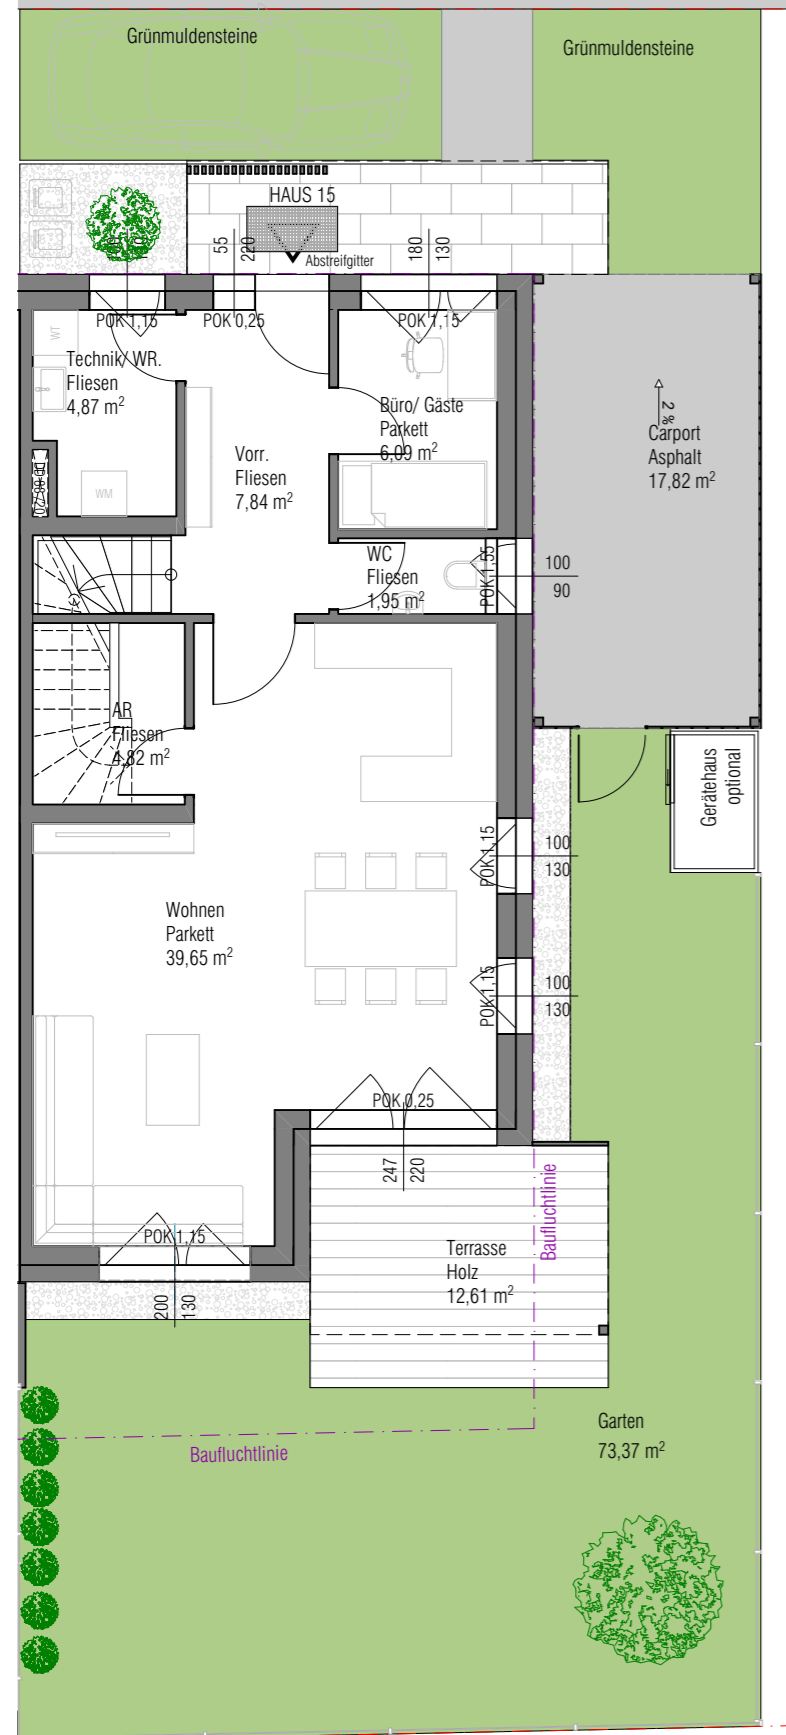 Grünmuldensteine
Grünmuldensteine
HAUS 15
Abstreifgitter
55
220
180
130
POK 1,15
POK 0,25
POK 1,15
WT
Technik/ WR.
Fliesen
4,87 m²
Büro/ Gäste
Parkett
6,09 m²
2 %
Carport
Asphalt
17,82 m²
Vorr.
Fliesen
7,84 m²
WM
WC
Fliesen
1,95 m²
POK 1,55
100
90
AR
Fliesen
4,82 m²
Gerätehaus
optional
POK 1,15
100
130
Wohnen
Parkett
39,65 m²
POK 1,15
100
130
POK 0,25
247
220
Baufluchtlinie
POK 1,15
200
130
Terrasse
Holz
12,61 m²
Garten
73,37 m²
Baufluchtlinie